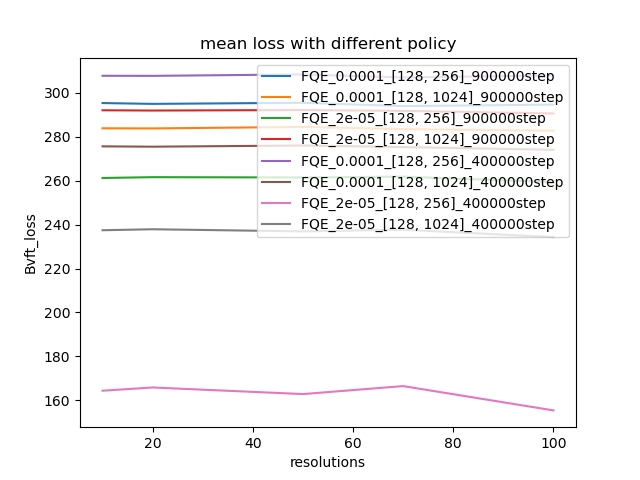 mean loss with different policy
Bvft_loss
300
280
260
240
220
200
180
160
FQE_0.0001_[128, 256]_900000step
FQE_0.0001_[128, 1024]_900000step
FQE_2e-05_[128, 256]_900000step
FQE_2e-05_[128, 1024]_900000step
FQE_0.0001_[128, 256]_400000step
FQE_0.0001_[128, 1024]_400000step
FQE_2e-05_[128, 256]_400000step
FQE_2e-05_[128, 1024]_400000step
20 40 60 80 100
resolutions